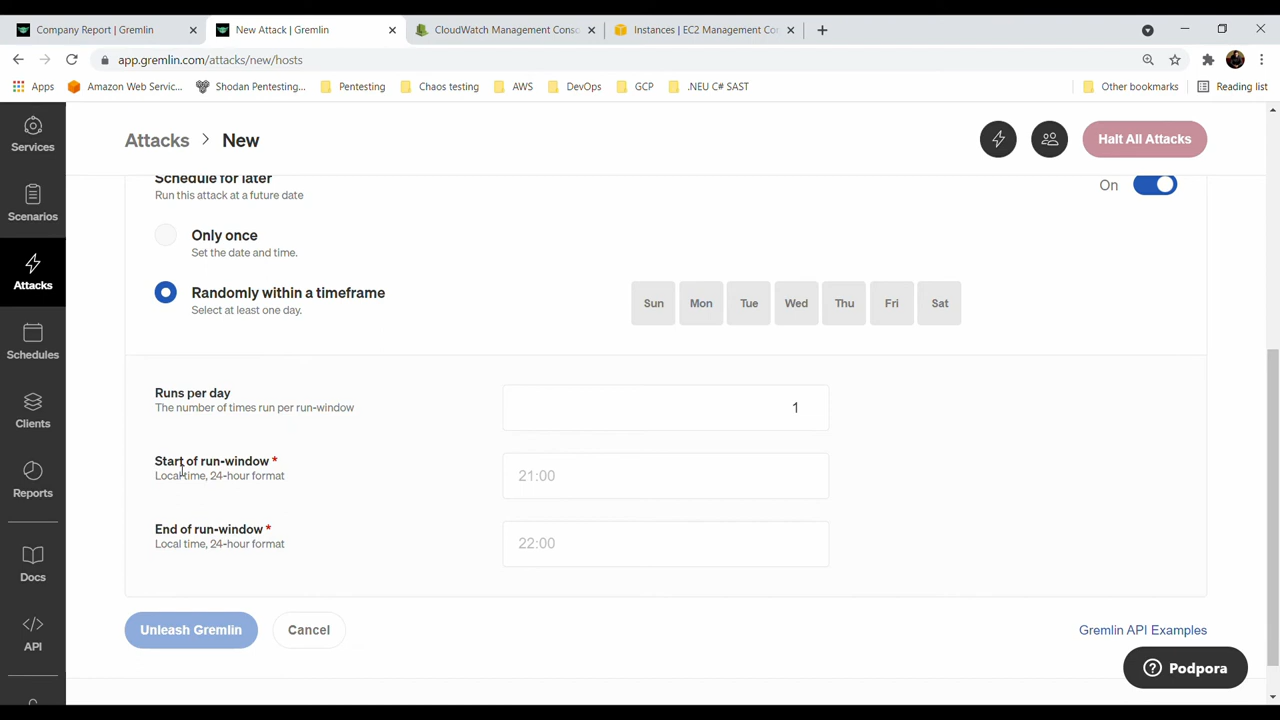 Company Report | Gremlin
New Attack | Gremlin
CloudWatch Management Consc
Instances | EC2 Management Con
app.gremlin.com/attacks/new/hosts
Apps
Amazon Web Servic...
Shodan Pentesting...
Pentesting
Chaos testing
AWS
DevOps
GCP
.NEU C# SAST
Other bookmarks
Reading list
Services
Scenarios
Attacks
Schedules
Clients
Reports
Docs
API
Attacks > New
Halt All Attacks
Schedule for later
Run this attack at a future date
On
Only once
Set the date and time.
Randomly within a timeframe
Select at least one day.
Sun Mon Tue Wed Thu Fri Sat
Runs per day
The number of times run per run-window
1
Start of run-window *
Local time, 24-hour format
21:00
End of run-window *
Local time, 24-hour format
22:00
Unleash Gremlin
Cancel
Gremlin API Examples
Podpora